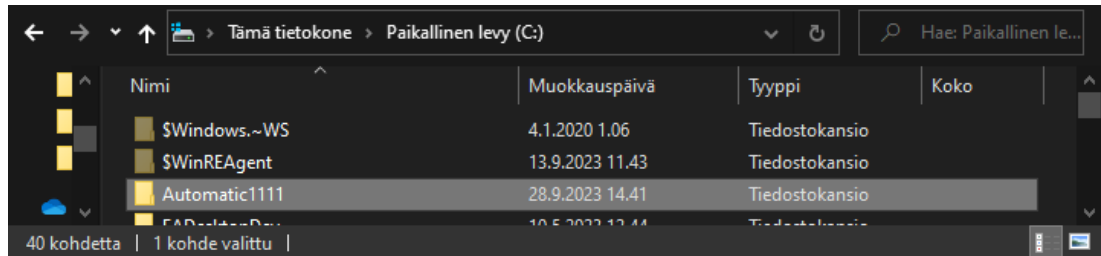 Tämä tietokone > Paikallinen levy (C:) Hae: Paikallinen le...
Nimi Muokkauspäivä Tyyppi Koko
$Windows.~WS 4.1.2020 1.06 Tiedostokansio
$WinREAgent 13.9.2023 11.43 Tiedostokansio
Automatic1111 28.9.2023 14.41 Tiedostokansio
40 kohdetta | 1 kohde valittu |